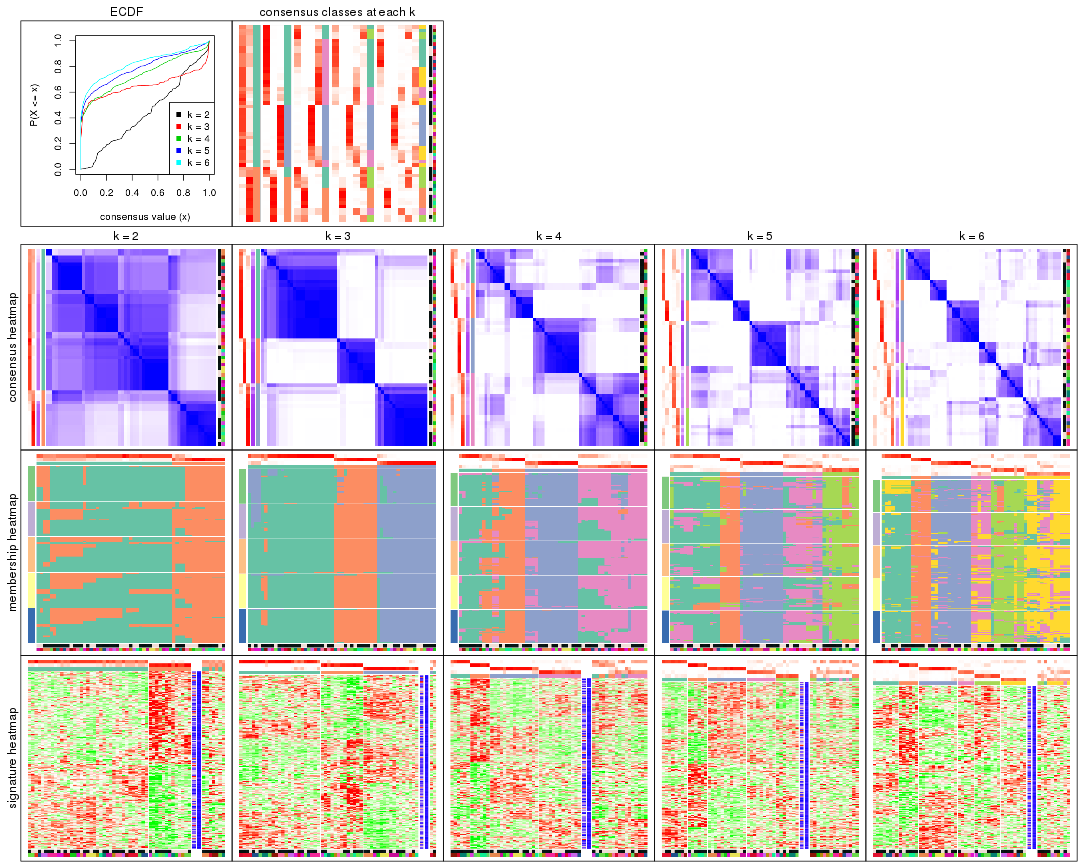 ECDF
consensus classes at each k
P(X <= x)
0.0 0.2 0.4 0.6 0.8 1.0
k = 2
k = 3
k = 4
k = 5
k = 6
0.0 0.2 0.4 0.6 0.8 1.0
consensus value (x)
k = 2
k = 3
k = 4
k = 5
k = 6
consensus heatmap
membership heatmap
signature heatmap